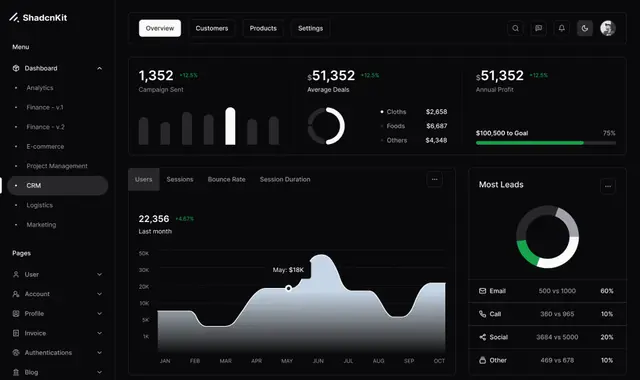 ShadcnKit
Menu
Dashboard
Analytics
Finance - v.1
Finance - v.2
E-commerce
Project Management
CRM
Logistics
Marketing
Pages
User
Account
Profile
Invoice
Authentications
Blog
Overview
Customers
Products
Settings
1,352 +12.5%
Campaign Sent
$51,352 +12.5%
Average Deals
Cloths $2,658
Foods $6,687
Others $4,348
$51,352 +12.5%
Annual Profit
$100,500 to Goal 75%
Users
Sessions
Bounce Rate
Session Duration
22,356 +4.67%
Last month
50K
30K
20K
10K
5K
1K
May: $18K
JAN FEB MAR APR MAY JUN JUL AUG SEP OCT
Most Leads
Email 500 vs 1000 60%
Call 360 vs 965 10%
Social 3684 vs 5000 20%
Other 469 vs 678 10%